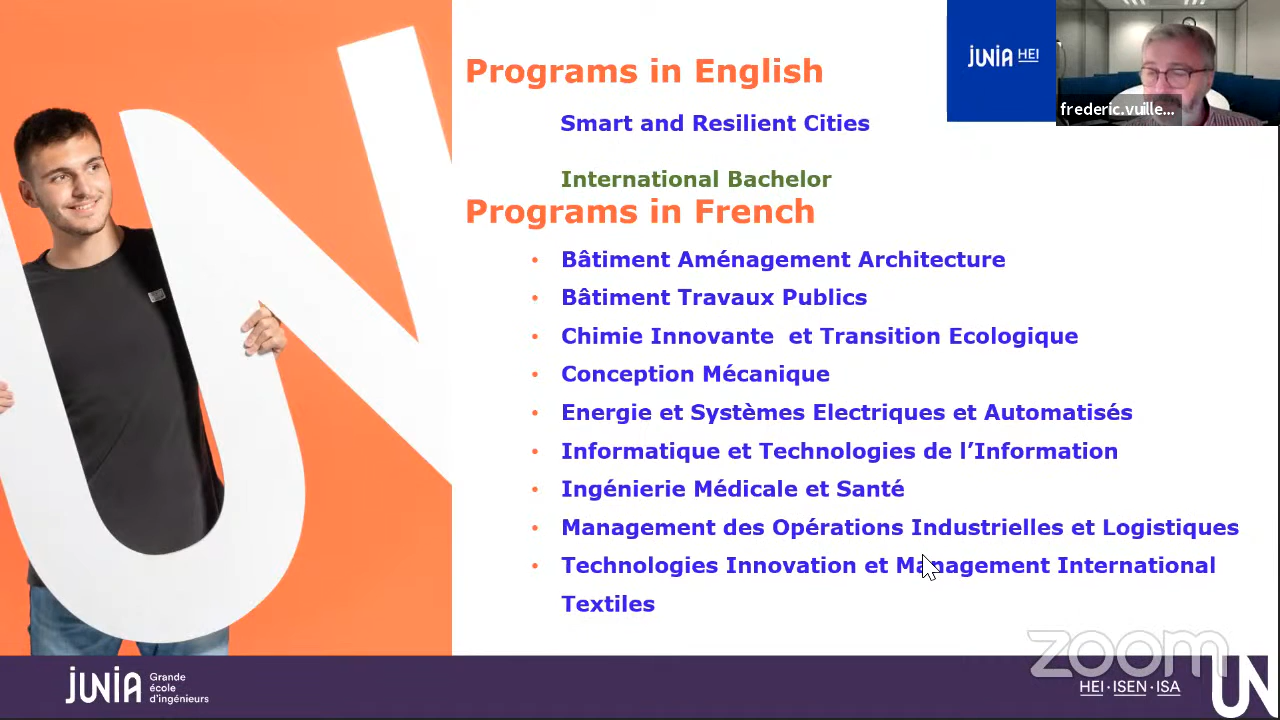 Programs in English
JUNIA HEI
frederic.vuille...
Smart and Resilient Cities
International Bachelor
Programs in French
• Bâtiment Aménagement Architecture
• Bâtiment Travaux Publics
• Chimie Innovante et Transition Ecologique
• Conception Mécanique
• Energie et Systèmes Electriques et Automatisés
• Informatique et Technologies de l’Information
• Ingénierie Médicale et Santé
• Management des Opérations Industrielles et Logistiques
• Technologies Innovation et Management International
Textiles
zoom
JUNIA
Grande
école
d'ingénieurs
HEI·ISEN·ISA
UN